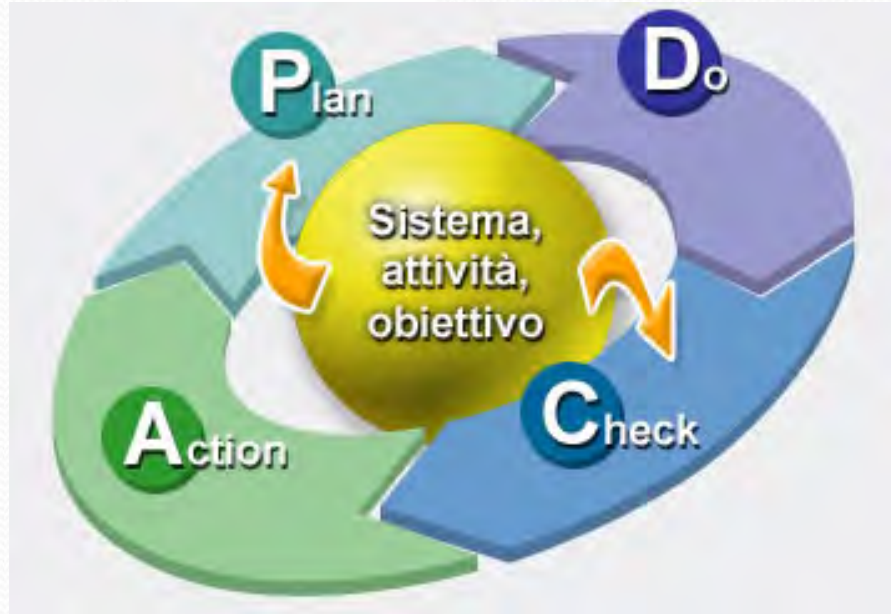 Plan
Do
Sistema,
attività,
obiettivo
Check
Action